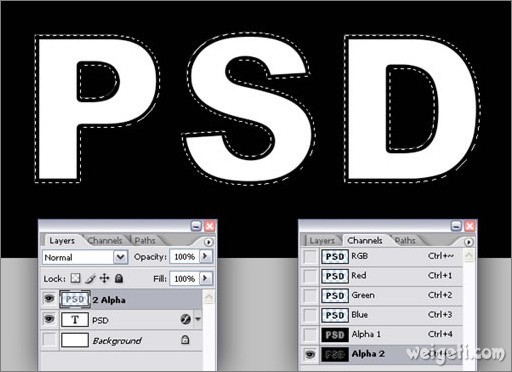 PSD
Layers Channels Paths
Normal Opacity: 100%
Lock: Fill: 100%
PSD 2 Alpha
T PSD
Background
Layers Channels Paths
PSD RGB Ctrl+~
PSD Red Ctrl+1
PSD Green Ctrl+2
PSD Blue Ctrl+3
PSD Alpha 1 Ctrl+4
PSD Alpha 2
weigeti.com